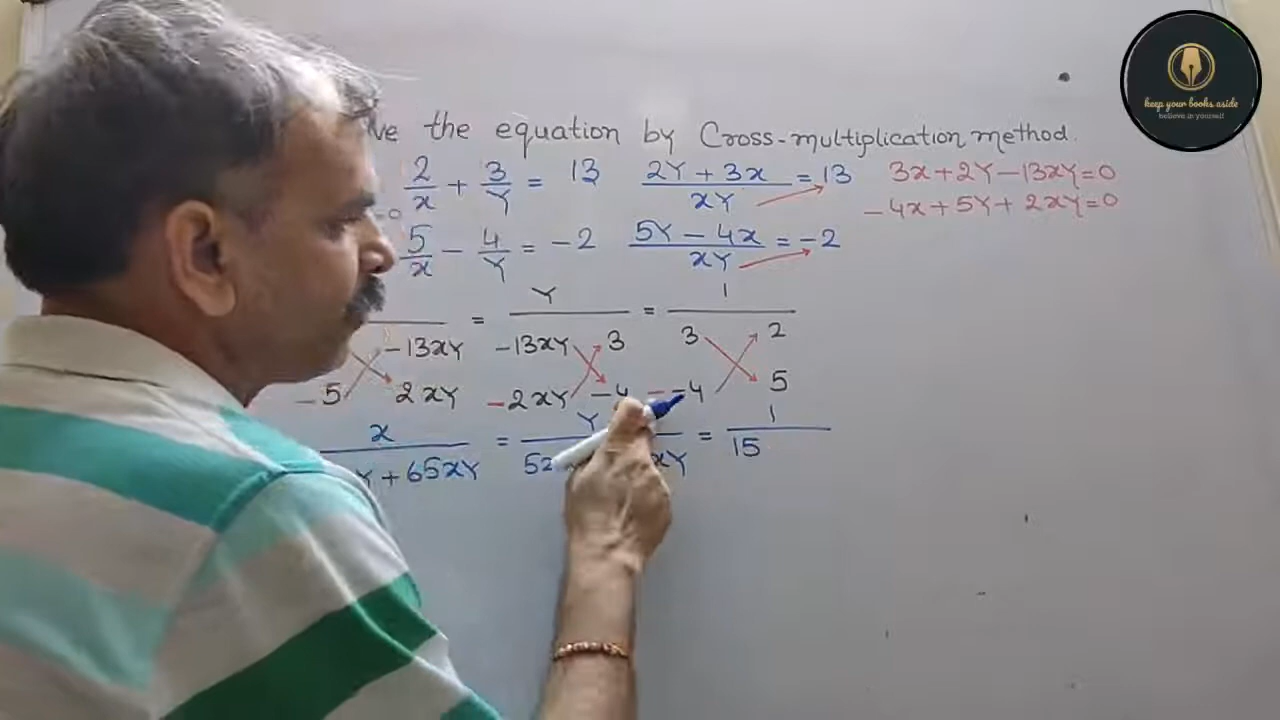 the equation by Cross-multiplication method.
2/x + 3/Y = 13
2Y + 3x / xY = 13
3x+2Y-13xY=0
-4x+5Y+2xY=0
5/x - 4/Y = -2
5Y - 4x / xY = -2
= Y / = 1 /
-13xY -13xY 3 3 2
-5 2xY -2xY -4 - -4 5
x / + 65xY = Y / = 1 / 15
keep your books aside
believe in yourself